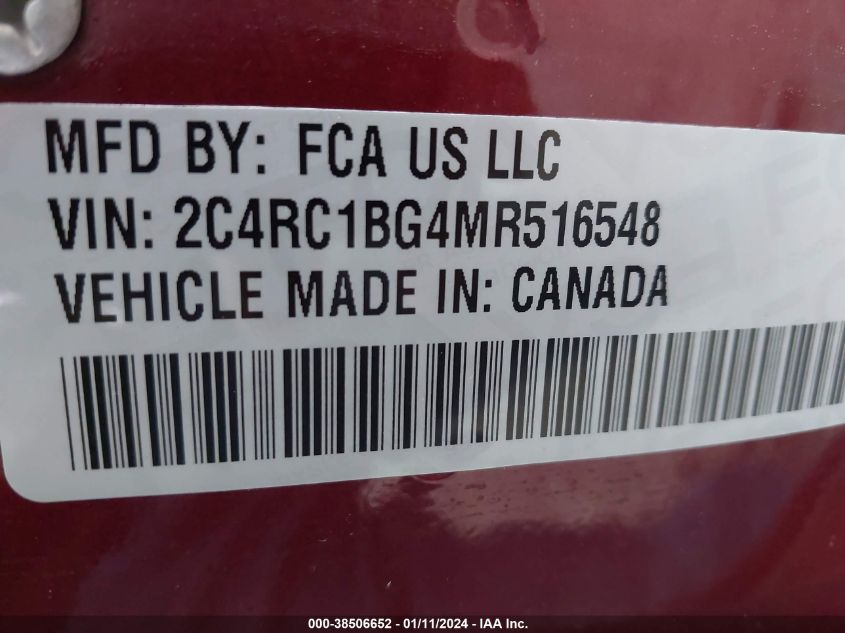 MFD BY: FCA US LLC
VIN: 2C4RC1BG4MR516548
VEHICLE MADE IN: CANADA
000-38506652 - 01/11/2024 - IAA Inc.